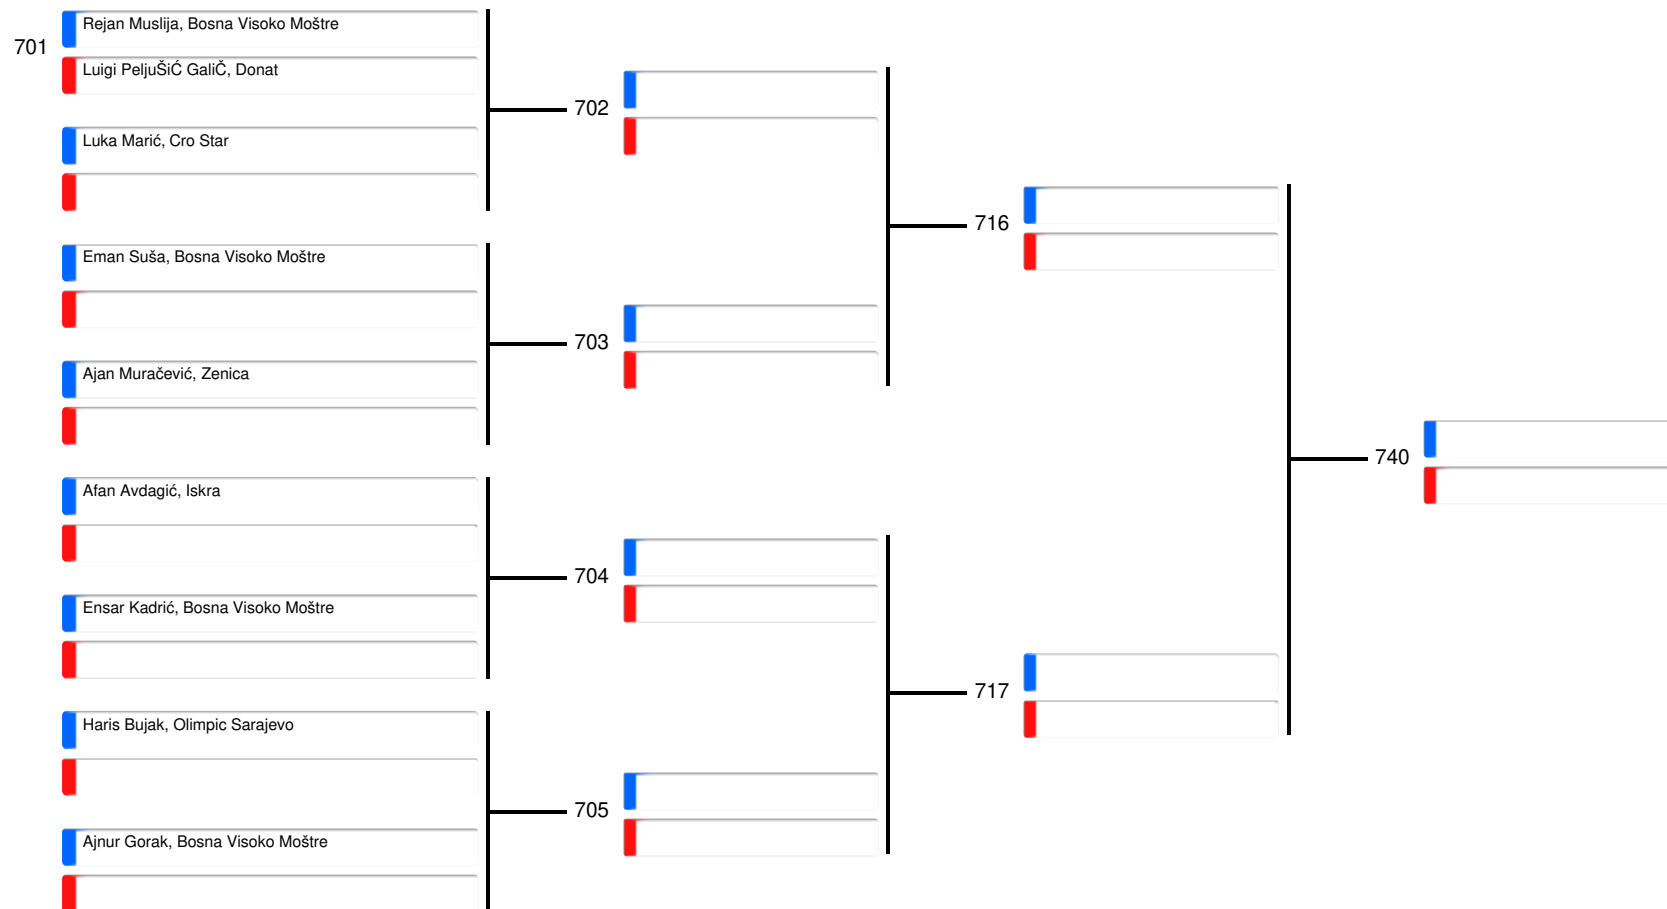 Rejan Muslija, Bosna Visoko Moštre
701
Luigi PeljuŠiĆ GaliČ, Donat
702
Luka Marić, Cro Star
716
Eman Suša, Bosna Visoko Moštre
703
Ajan Muračević, Zenica
740
Afan Avdagić, Iskra
704
Ensar Kadrić, Bosna Visoko Moštre
717
Haris Bujak, Olimpic Sarajevo
705
Ajnur Gorak, Bosna Visoko Moštre